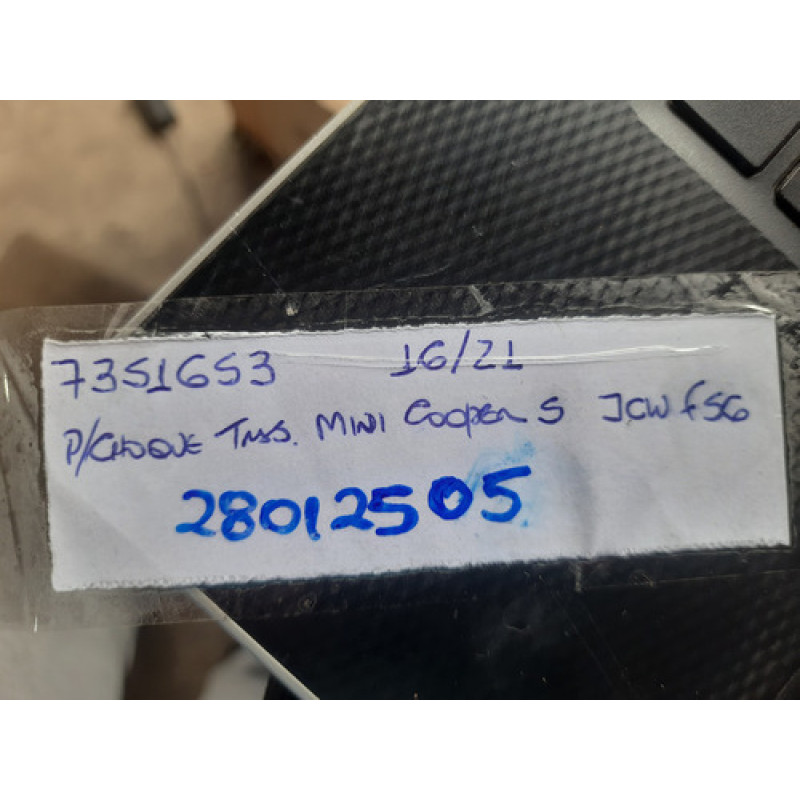 7351653 16/21
P/CHOQUE TRAS. MINI COOPER S JCW F56
28012505